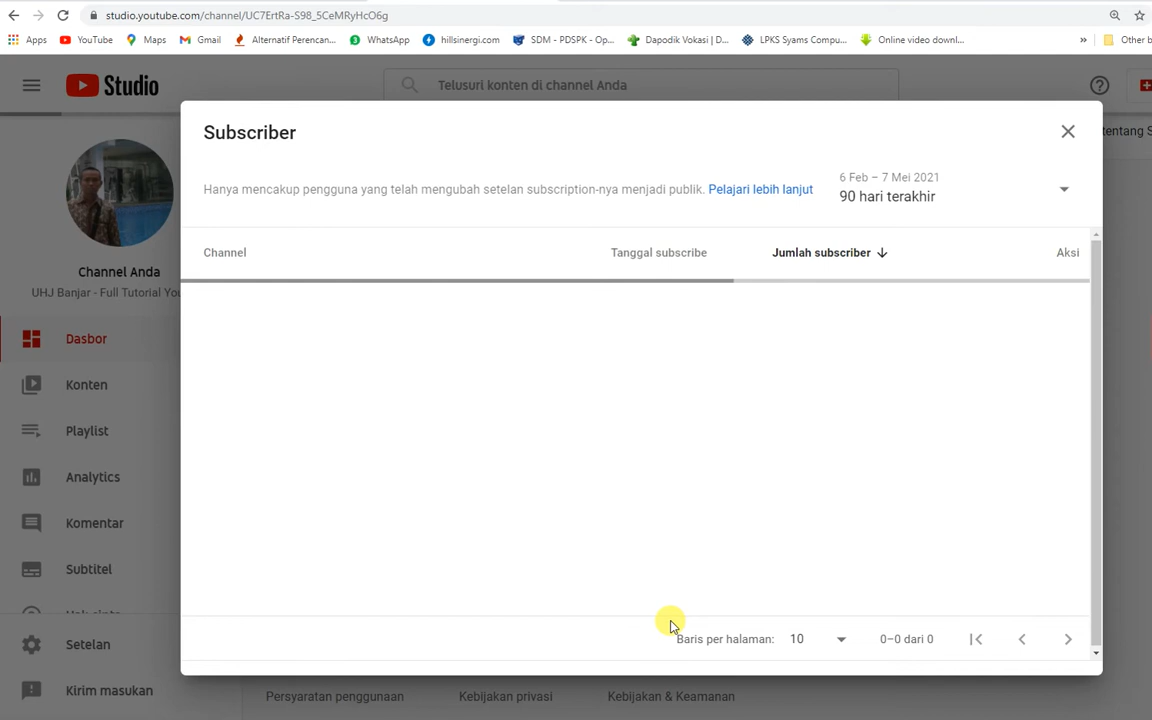 studio.youtube.com/channel/UC7ErtRa-S98_5CeMRyHcO6g
Apps YouTube Maps Gmail Alternatif Perencan... WhatsApp hillsinergi.com SDM - PDSPK - Op... Dapodik Vokasi | D... LPKS Syams Compu... Online video downl... » Other b
Studio
Telusuri konten di channel Anda
tentang S
Subscriber
Hanya mencakup pengguna yang telah mengubah setelan subscription-nya menjadi publik. Pelajari lebih lanjut
6 Feb – 7 Mei 2021
90 hari terakhir
Channel Tanggal subscribe Jumlah subscriber Aksi
Channel Anda
UHJ Banjar - Full Tutorial You
Dasbor
Konten
Playlist
Analytics
Komentar
Subtitel
Hak cipta
Setelan
Kirim masukan
Baris per halaman: 10 0–0 dari 0
Persyaratan penggunaan Kebijakan privasi Kebijakan & Keamanan